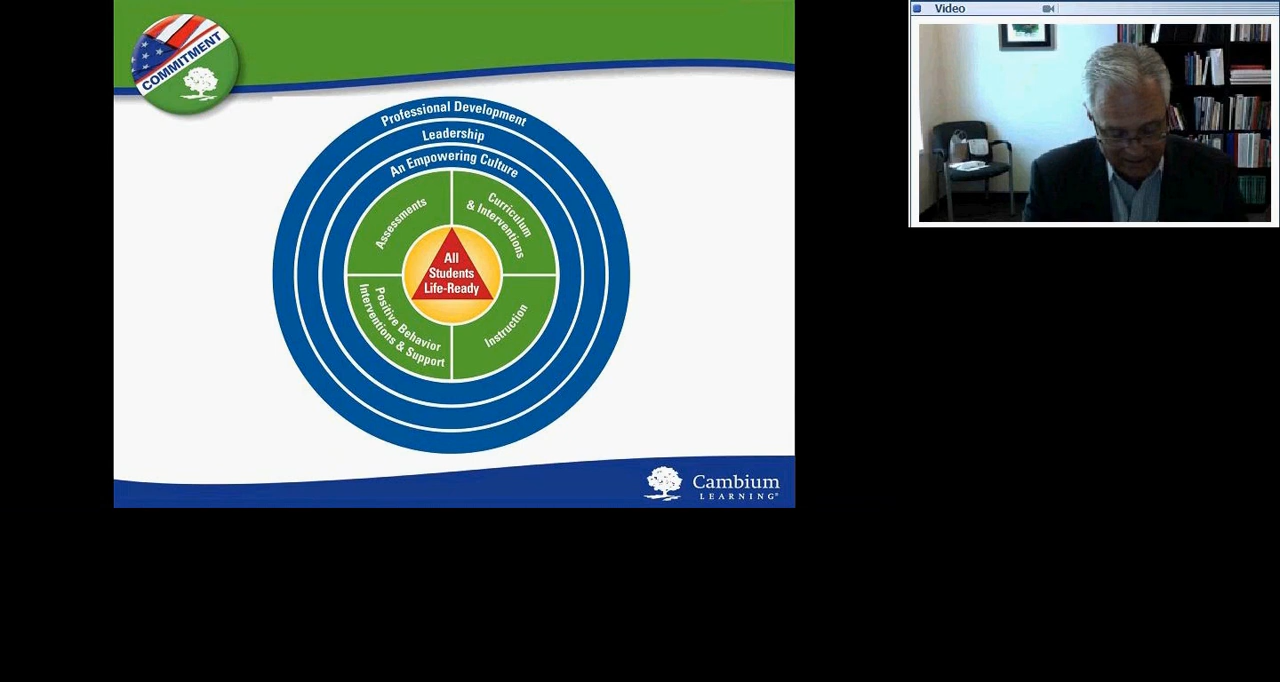 Video
COMMITMENT
Professional Development
Leadership
An Empowering Culture
Assessments
Curriculum
& Interventions
All
Students
Life-Ready
Positive Behavior
Interventions & Support
Instruction
Cambium
LEARNING®